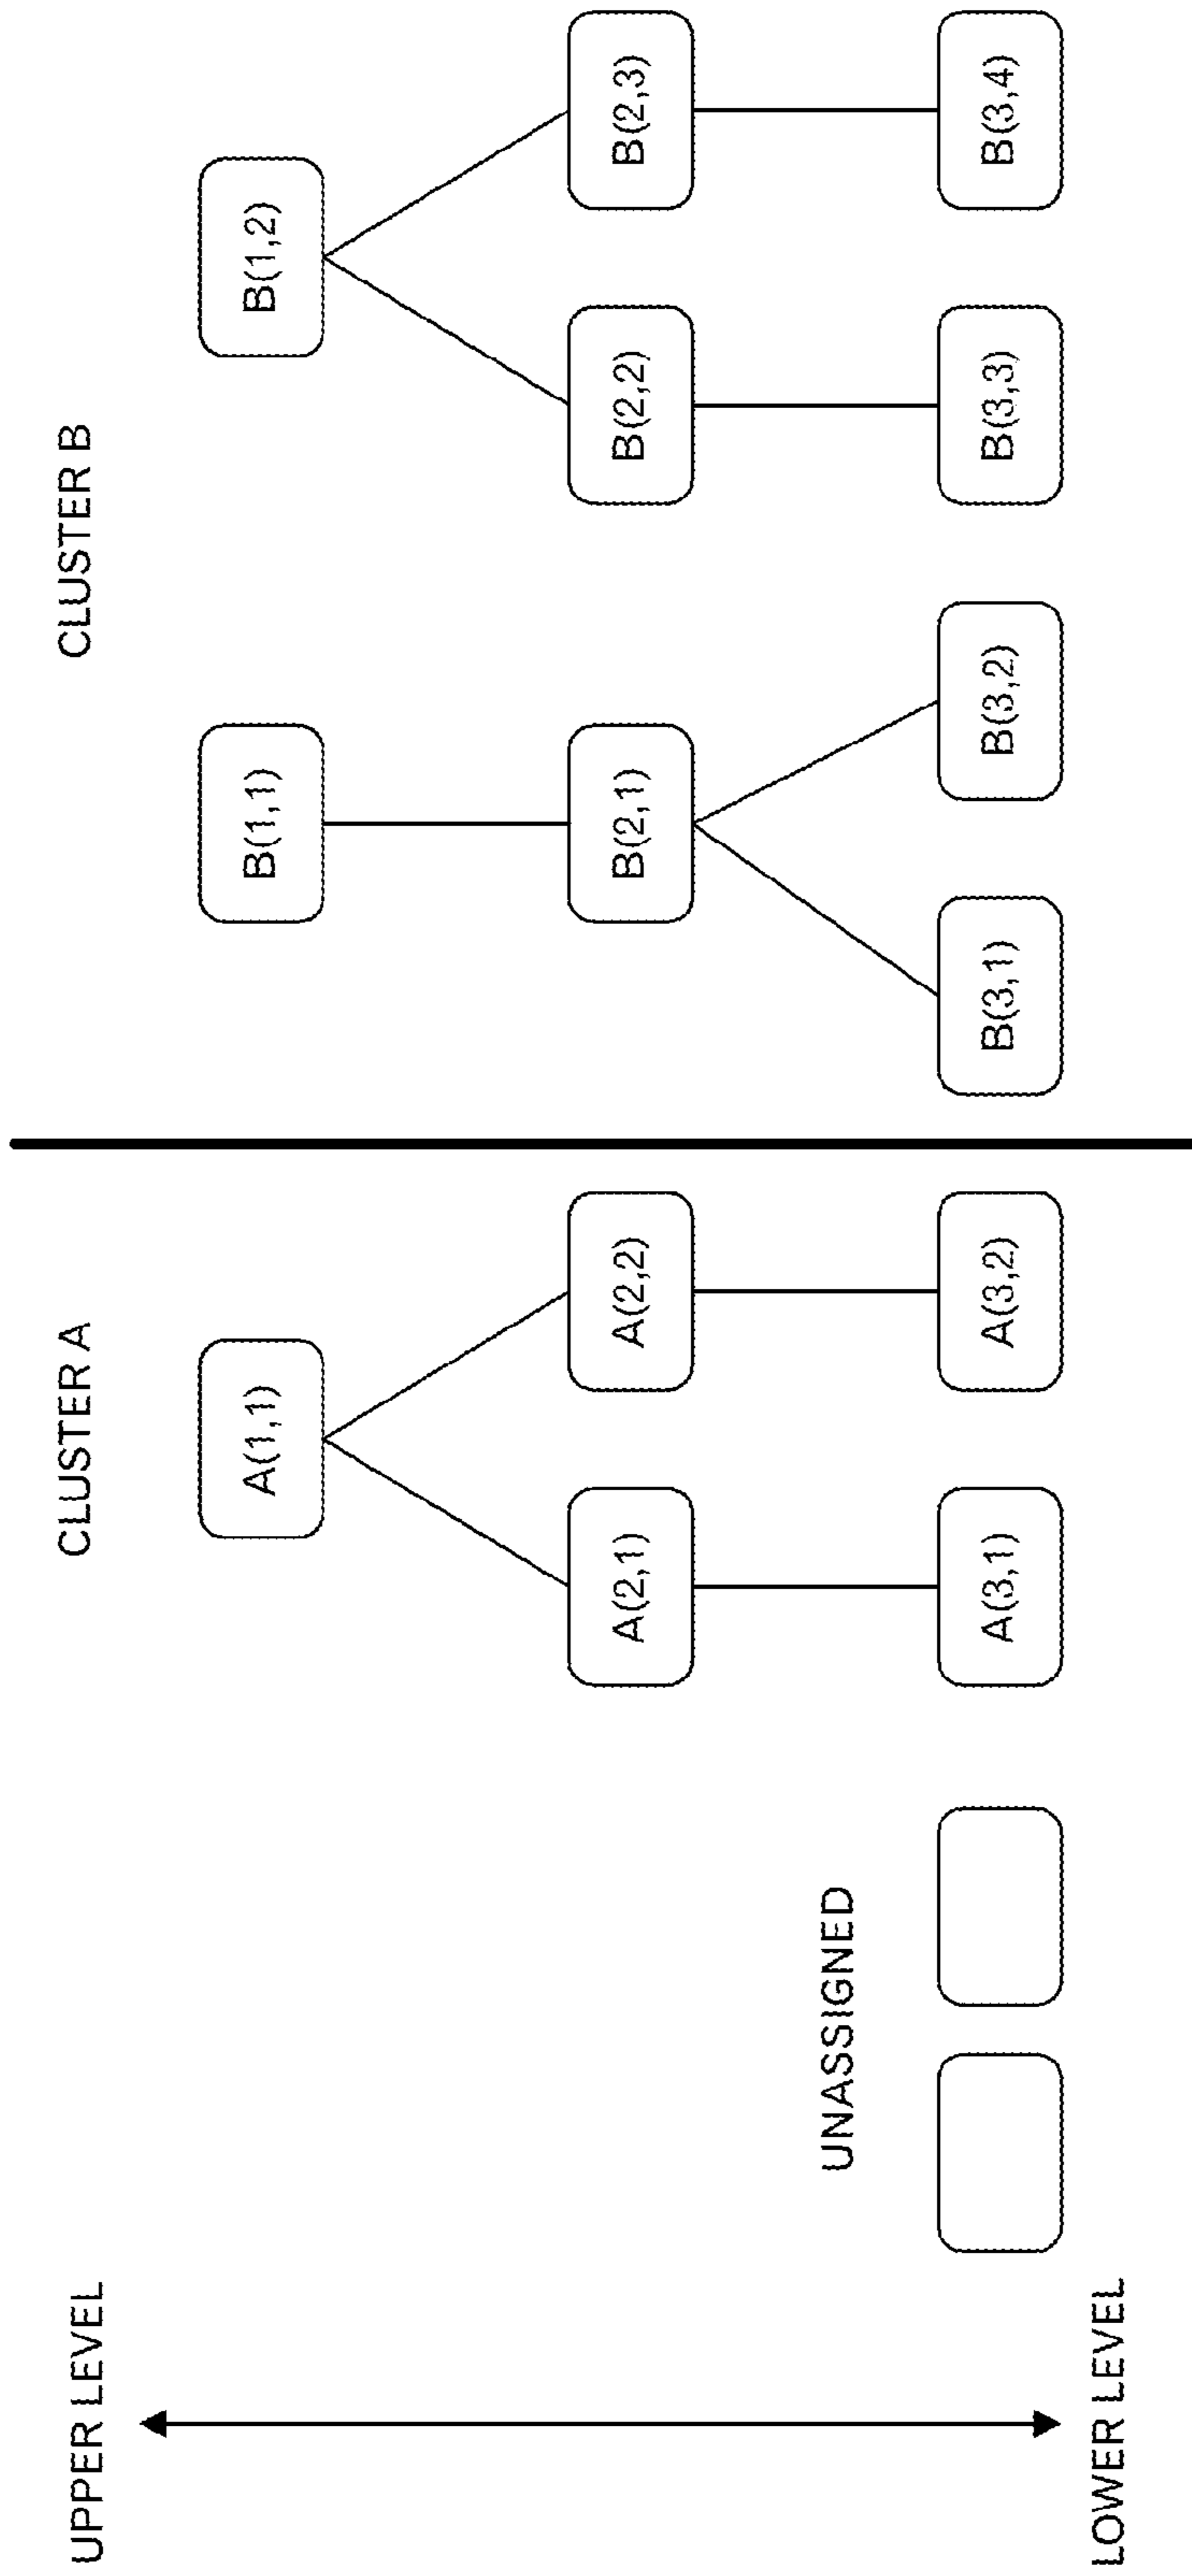 UPPER LEVEL
CLUSTER A
CLUSTER B
A(1,1)
B(1,1)
B(1,2)
A(2,1)
A(2,2)
B(2,1)
B(2,2)
B(2,3)
UNASSIGNED
A(3,1)
A(3,2)
B(3,1)
B(3,2)
B(3,3)
B(3,4)
LOWER LEVEL